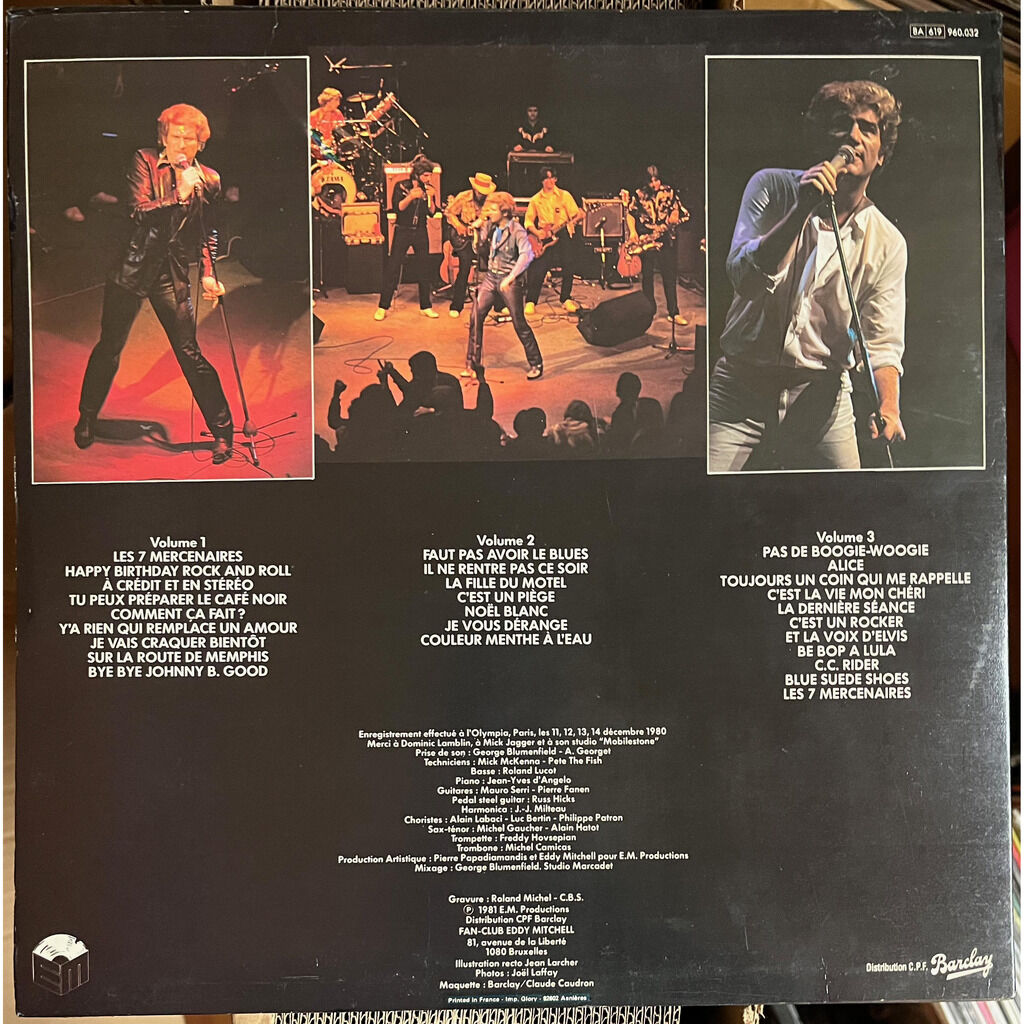 BA 619 960.032
TAMA
Volume 1
LES 7 MERCENAIRES
HAPPY BIRTHDAY ROCK AND ROLL
À CRÉDIT ET EN STÉRÉO
TU PEUX PRÉPARER LE CAFÉ NOIR
COMMENT ÇA FAIT ?
Y'A RIEN QUI REMPLACE UN AMOUR
JE VAIS CRAQUER BIENTÔT
SUR LA ROUTE DE MEMPHIS
BYE BYE JOHNNY B. GOOD
Volume 2
FAUT PAS AVOIR LE BLUES
IL NE RENTRE PAS CE SOIR
LA FILLE DU MOTEL
C'EST UN PIÈGE
NOËL BLANC
JE VOUS DÉRANGE
COULEUR MENTHE À L'EAU
Volume 3
PAS DE BOOGIE-WOOGIE
ALICE
TOUJOURS UN COIN QUI ME RAPPELLE
C'EST LA VIE MON CHÉRI
LA DERNIÈRE SÉANCE
C'EST UN ROCKER
ET LA VOIX D'ELVIS
BE BOP A LULA
C.C. RIDER
BLUE SUEDE SHOES
LES 7 MERCENAIRES
Enregistrement effectué à l'Olympia, Paris, les 11, 12, 13, 14 décembre 1980
Merci à Dominic Lamblin, à Mick Jagger et à son studio "Mobilestone"
Prise de son : George Blumenfield - A. Georget
Techniciens : Mick McKenna - Pete The Fish
Basse : Roland Lucot
Piano : Jean-Yves d'Angelo
Guitares : Mauro Serri - Pierre Fanen
Pedal steel guitar : Russ Hicks
Harmonica : J.-J. Milteau
Choristes : Alain Labaci - Luc Bertin - Philippe Patron
Sax-ténor : Michel Gaucher - Alain Hatot
Trompette : Freddy Hovsepian
Trombone : Michel Camicas
Production Artistique : Pierre Papadiamandis et Eddy Mitchell pour E.M. Productions
Mixage : George Blumenfield. Studio Marcadet
Gravure : Roland Michel - C.B.S.
℗ 1981 E.M. Productions
Distribution CPF Barclay
FAN-CLUB EDDY MITCHELL
81, avenue de la Liberté
1080 Bruxelles
Illustration recto Jean Larcher
Photos : Joël Laffay
Maquette : Barclay/Claude Caudron
Printed in France - Imp. Glory - 92602 Asnières
EM
Distribution C.P.F. Barclay